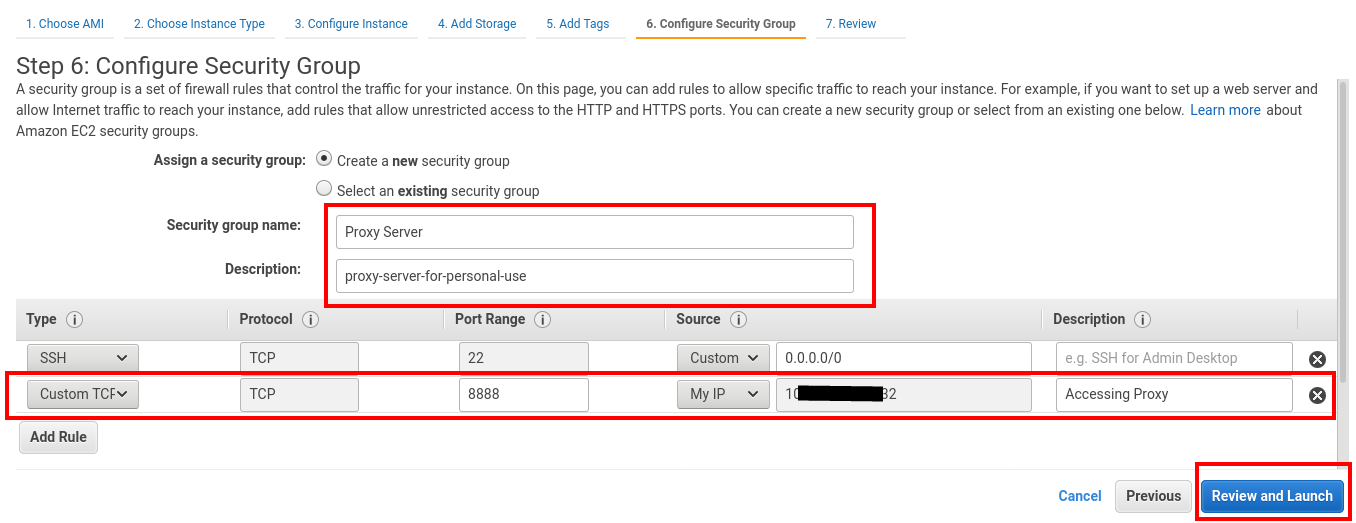 1. Choose AMI 2. Choose Instance Type 3. Configure Instance 4. Add Storage 5. Add Tags 6. Configure Security Group 7. Review
Step 6: Configure Security Group
A security group is a set of firewall rules that control the traffic for your instance. On this page, you can add rules to allow specific traffic to reach your instance. For example, if you want to set up a web server and
allow Internet traffic to reach your instance, add rules that allow unrestricted access to the HTTP and HTTPS ports. You can create a new security group or select from an existing one below. Learn more about
Amazon EC2 security groups.
Assign a security group: Create a new security group
Select an existing security group
Security group name: Proxy Server
Description: proxy-server-for-personal-use
Type i Protocol i Port Range i Source i Description i
SSH TCP 22 Custom 0.0.0.0/0 e.g. SSH for Admin Desktop
Custom TCP TCP 8888 My IP Accessing Proxy
Add Rule
Cancel Previous Review and Launch